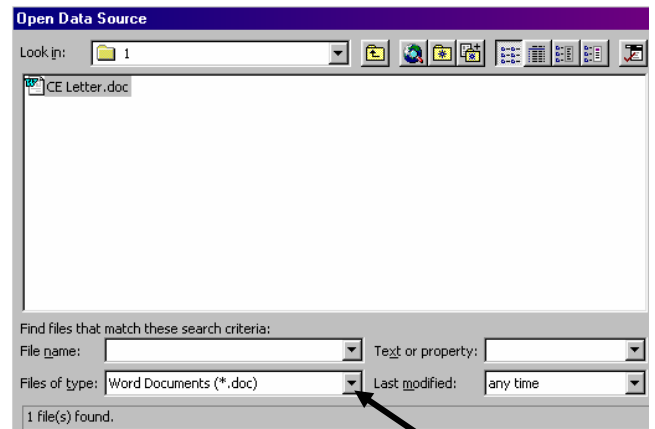 Open Data Source
Look in: 1
CE Letter.doc
Find files that match these search criteria:
File name: Text or property:
Files of type: Word Documents (*.doc) Last modified: any time
1 file(s) found.